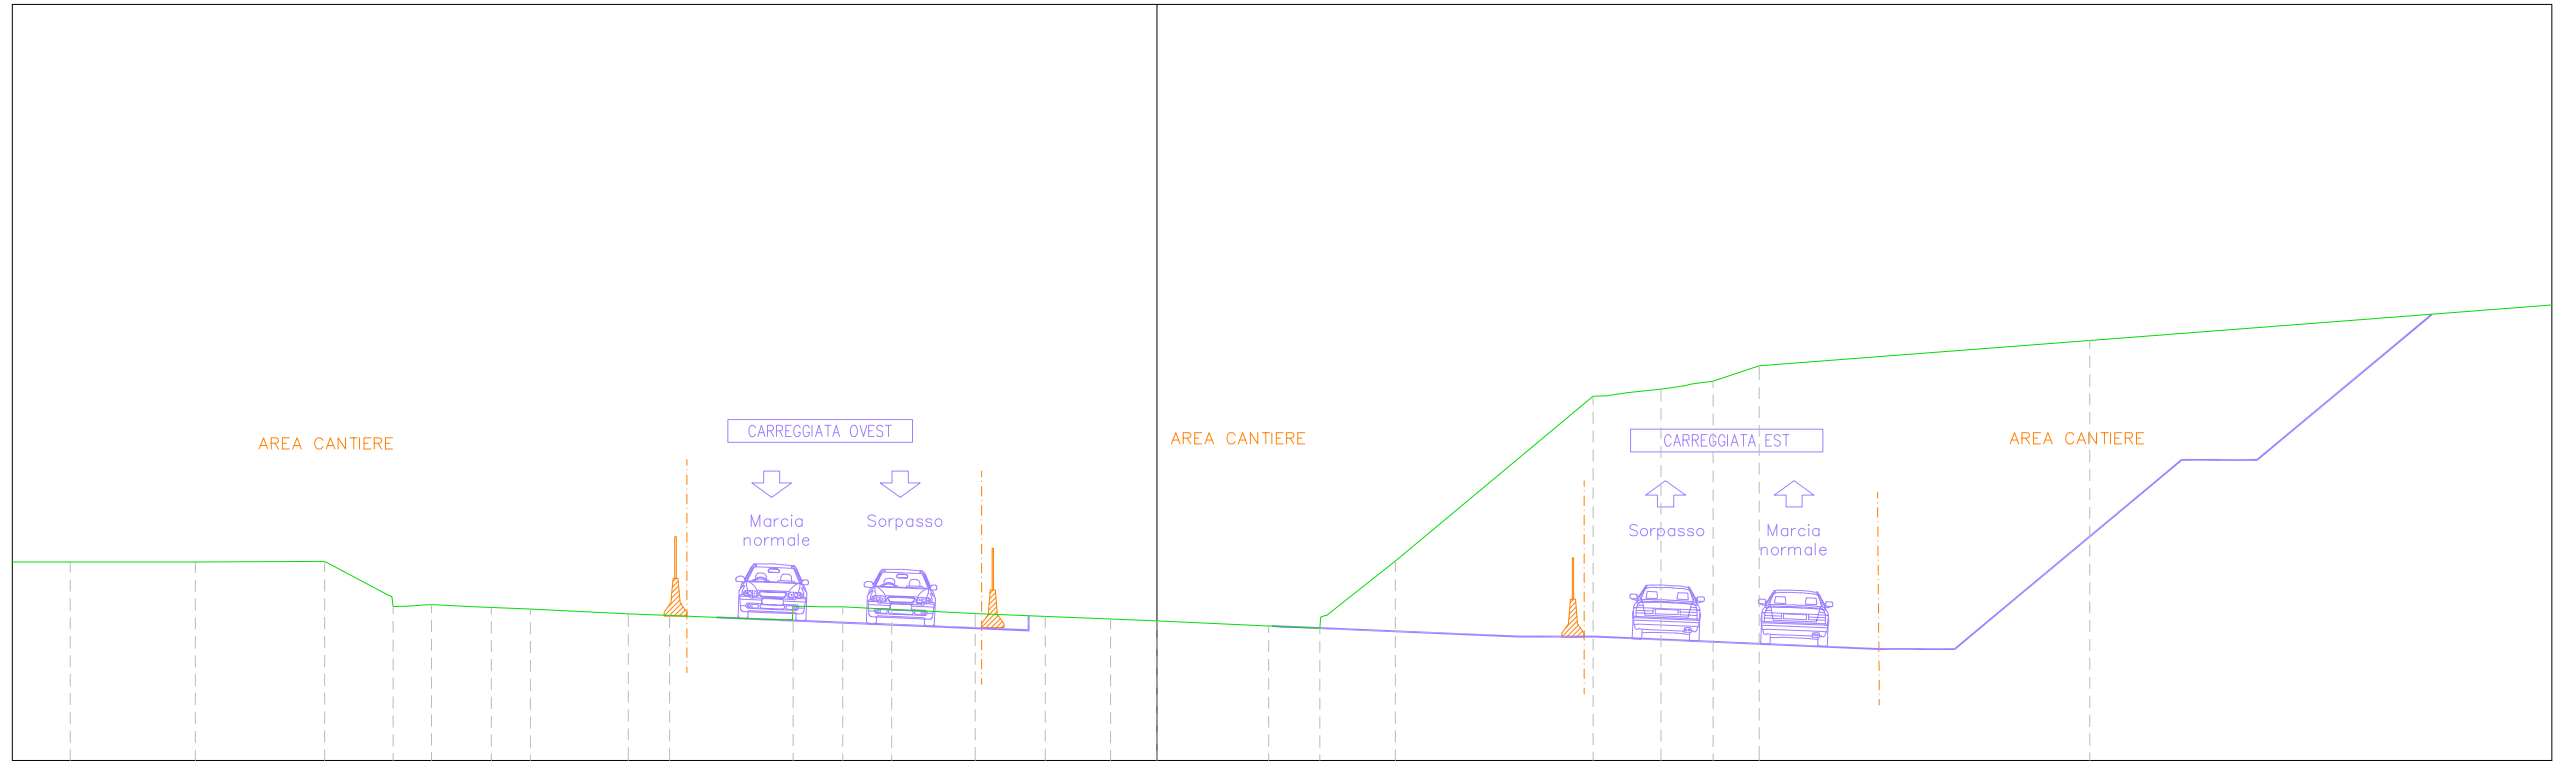 AREA CANTIERE
CARREGGIATA OVEST
Marcia
normale
Sorpasso
AREA CANTIERE
CARREGGIATA EST
Sorpasso
Marcia
normale
AREA CANTIERE